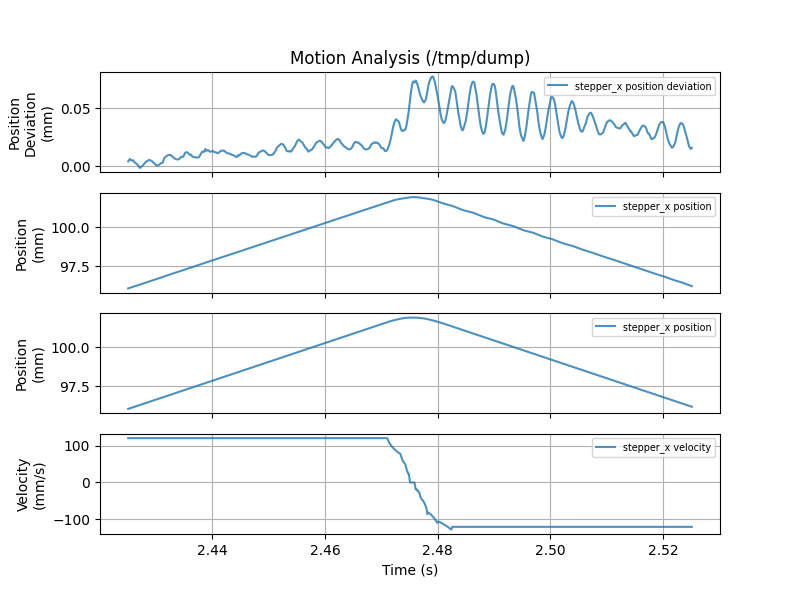 Motion Analysis (/tmp/dump)
Position
Deviation
(mm)
0.05
0.00
stepper_x position deviation
Position
(mm)
100.0
97.5
stepper_x position
Position
(mm)
100.0
97.5
stepper_x position
Velocity
(mm/s)
100
0
−100
stepper_x velocity
2.44 2.46 2.48 2.50 2.52
Time (s)